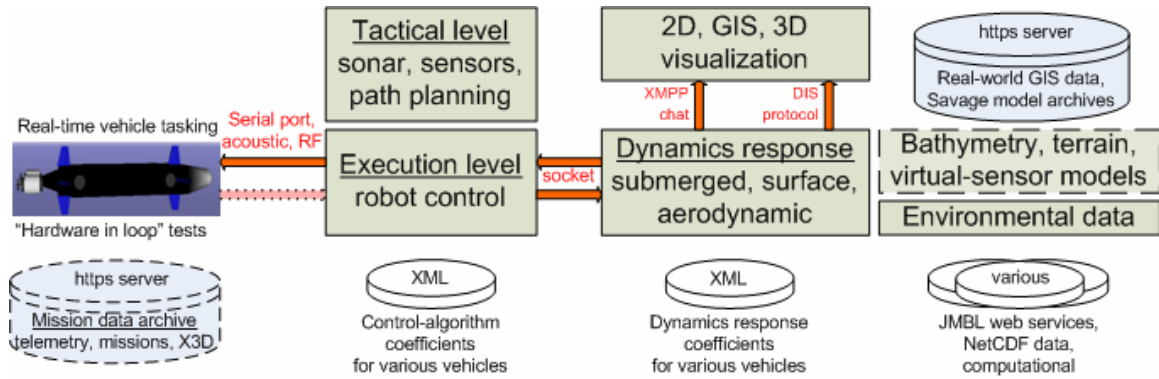 Tactical level
sonar, sensors,
path planning
2D, GIS, 3D
visualization
https server
Real-world GIS data,
Savage model archives
XMPP
chat
DIS
protocol
Real-time vehicle tasking
Serial port,
acoustic, RF
Execution level
robot control
socket
Dynamics response
submerged, surface,
aerodynamic
Bathymetry, terrain,
virtual-sensor models
Environmental data
“Hardware in loop” tests
https server
Mission data archive
telemetry, missions, X3D
XML
Control-algorithm
coefficients
for various vehicles
XML
Dynamics response
coefficients
for various vehicles
various
JMBL web services,
NetCDF data,
computational